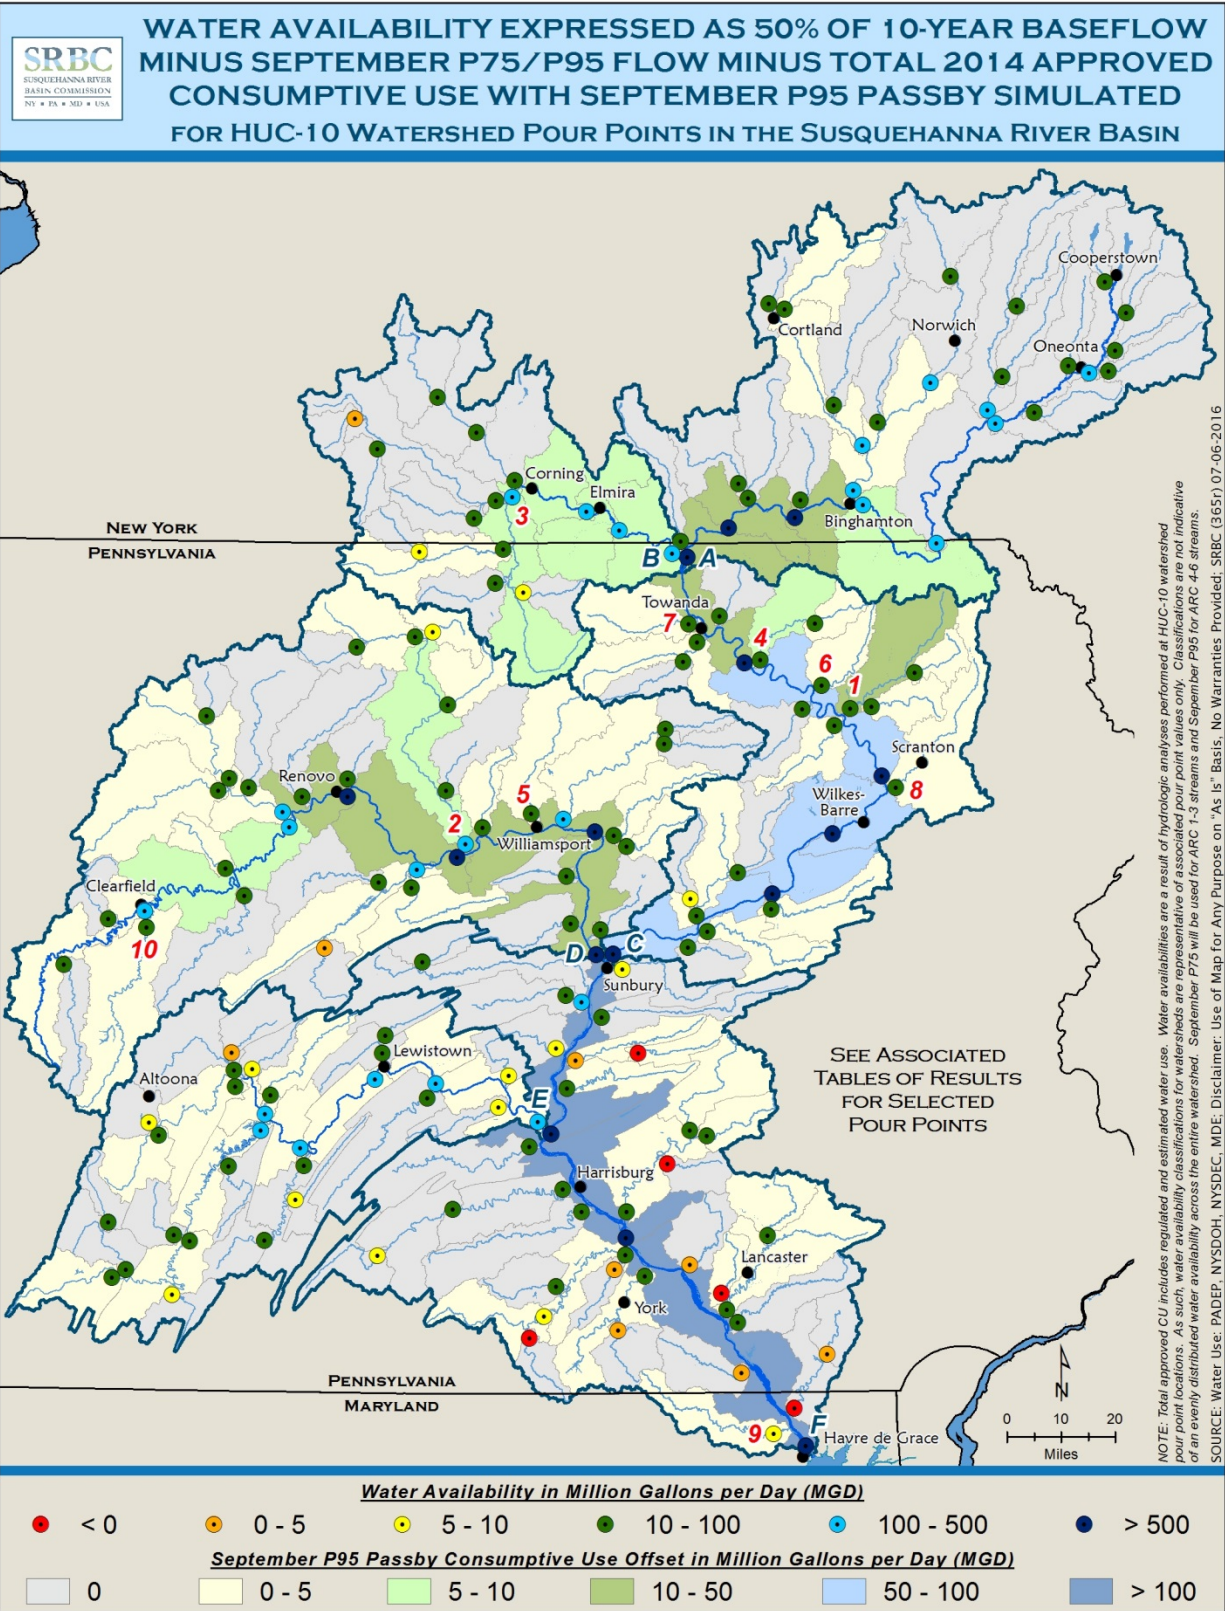 SRBC
SUSQUEHANNA RIVER
BASIN COMMISSION
NY • PA • MD • USA
WATER AVAILABILITY EXPRESSED AS 50% OF 10-YEAR BASEFLOW
MINUS SEPTEMBER P75/P95 FLOW MINUS TOTAL 2014 APPROVED
CONSUMPTIVE USE WITH SEPTEMBER P95 PASSBY SIMULATED
FOR HUC-10 WATERSHED POUR POINTS IN THE SUSQUEHANNA RIVER BASIN
Cooperstown
Cortland
Norwich
Oneonta
Corning
Elmira
3
Binghamton
NEW YORK
PENNSYLVANIA
B
A
Towanda
7
4
6
1
Scranton
Renovo
8
5
Wilkes-
Barre
2
Williamsport
Clearfield
10
D
C
Sunbury
Lewistown
Altoona
SEE ASSOCIATED
TABLES OF RESULTS
FOR SELECTED
POUR POINTS
E
Harrisburg
Lancaster
York
PENNSYLVANIA
MARYLAND
N
9
F
Havre de Grace
0 10 20
Miles
NOTE: Total approved CU includes regulated and estimated water use. Water availabilities are a result of hydrologic analyses performed at HUC-10 watershed
pour point locations. As such, water availability classifications for watersheds are representative of associated pour point values only. Classifications are not indicative
of an evenly distributed water availability across the entire watershed. September P75 will be used for ARC 1-3 streams and September P95 for ARC 4-6 streams.
SOURCE: Water Use: PADEP, NYSDOH, NYSDEC, MDE; Disclaimer: Use of Map for Any Purpose on "As Is" Basis, No Warranties Provided; SRBC (365r) 07-06-2016
Water Availability in Million Gallons per Day (MGD)
< 0 0 - 5 5 - 10 10 - 100 100 - 500 > 500
September P95 Passby Consumptive Use Offset in Million Gallons per Day (MGD)
0 0 - 5 5 - 10 10 - 50 50 - 100 > 100